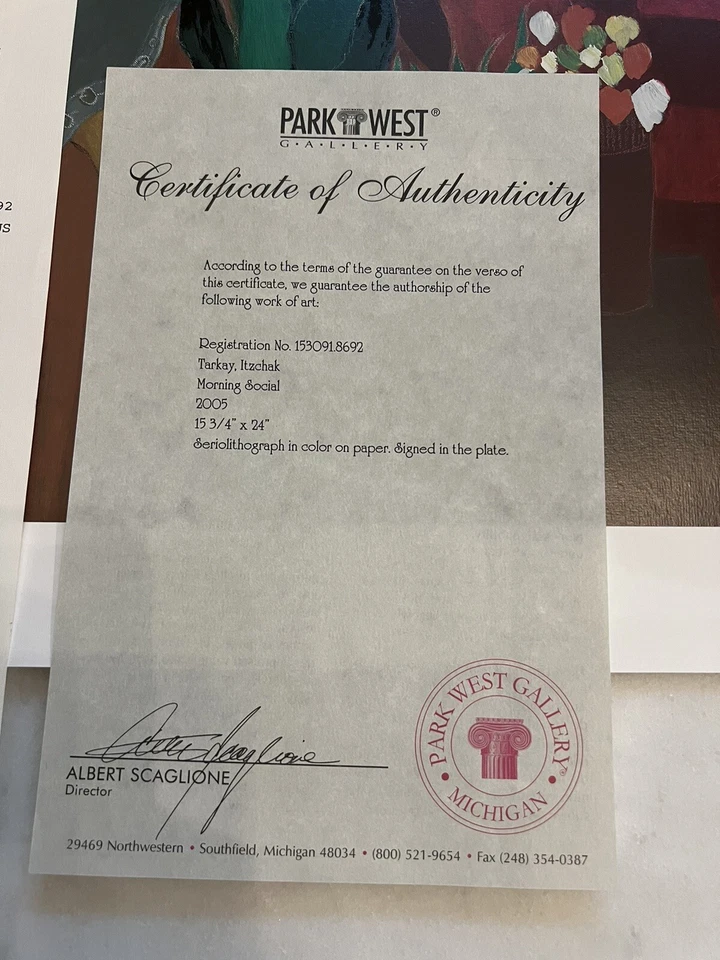 92
US
PARK WEST®
G•A•L•L•E•R•Y
Certificate of Authenticity
According to the terms of the guarantee on the verso of
this certificate, we guarantee the authorship of the
following work of art:
Registration No. 153091.8692
Tarkay, Itzchak
Morning Social
2005
15 3/4" x 24"
Seriolithograph in color on paper. Signed in the plate.
ALBERT SCAGLIONE
Director
PARK WEST GALLERY®
• MICHIGAN •
29469 Northwestern • Southfield, Michigan 48034 • (800) 521-9654 • Fax (248) 354-0387